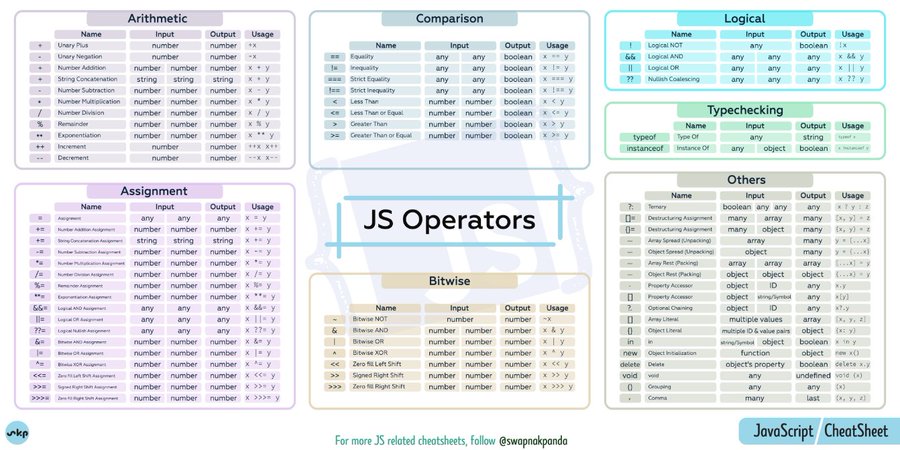 Arithmetic
Name Input Output Usage
+ Unary Plus number number +x
- Unary Negation number number -x
+ Number Addition number number number x + y
+ String Concatenation string string string x + y
- Number Subtraction number number number x - y
* Number Multiplication number number number x * y
/ Number Division number number number x / y
% Remainder number number number x % y
** Exponentiation number number number x ** y
++ Increment number number ++x x++
-- Decrement number number --x x--
Assignment
Name Input Output Usage
= Assignment any any any x = y
+= Number Addition Assignment number number number x += y
+= String Concatenation Assignment string string string x += y
-= Number Subtraction Assignment number number number x -= y
*= Number Multiplication Assignment number number number x *= y
/= Number Division Assignment number number number x /= y
%= Remainder Assignment number number number x %= y
**= Exponentiation Assignment number number number x **= y
&&= Logical AND Assignment any any any x &&= y
||= Logical OR Assignment any any any x ||= y
??= Logical Nullish Assignment any any any x ??= y
&= Bitwise AND Assignment number number number x &= y
|= Bitwise OR Assignment number number number x |= y
^= Bitwise XOR Assignment number number number x ^= y
<<= Zero Fill Left Shift Assignment number number number x <<= y
>>= Signed Right Shift Assignment number number number x >>= y
>>>= Zero Fill Right Shift Assignment number number number x >>>= y
Comparison
Name Input Output Usage
== Equality any any boolean x == y
!= Inequality any any boolean x != y
=== Strict Equality any any boolean x === y
!== Strict Inequality any any boolean x !== y
< Less Than number number boolean x < y
<= Less Than or Equal number number boolean x <= y
> Greater Than number number boolean x > y
>= Greater Than or Equal number number boolean x >= y
JS Operators
Bitwise
Name Input Output Usage
~ Bitwise NOT number number ~x
& Bitwise AND number number number x & y
| Bitwise OR number number number x | y
^ Bitwise XOR number number number x ^ y
<< Zero fill Left Shift number number number x << y
>> Signed Right Shift number number number x >> y
>>> Zero fill Right Shift number number number x >>> y
Logical
Name Input Output Usage
! Logical NOT any boolean !x
&& Logical AND any any any x && y
|| Logical OR any any any x || y
?? Nullish Coalescing any any any x ?? y
Typechecking
Name Input Output Usage
typeof Type Of any string typeof x
instanceof Instance Of any object boolean x instanceof y
Others
Name Input Output Usage
?: Ternary boolean any any any x ? y : z
[]= Destructuring Assignment many array many [x, y] = z
{}= Destructuring Assignment many object many {x, y} = z
... Array Spread (Unpacking) array many y = [...x]
... Object Spread (Unpacking) object many y = {...x}
... Array Rest (Packing) array array array [...x] = y
... Object Rest (Packing) object object object {...x} = y
. Property Accessor object ID any x.y
[] Property Accessor object string/Symbol any x[y]
?. Optional Chaining object ID any x?.y
[] Array Literal multiple values array [x, y, z]
{} Object Literal multiple ID & value pairs object {x: y}
in in string/symbol object boolean x in y
new Object Initialization function object new x()
delete Delete object's property boolean delete x.y
void void any undefined void (x)
() Grouping any any (x)
, Comma many last (x, y, z)
skp
For more JS related cheatsheets, follow @swapnakpanda
JavaScript / CheatSheet